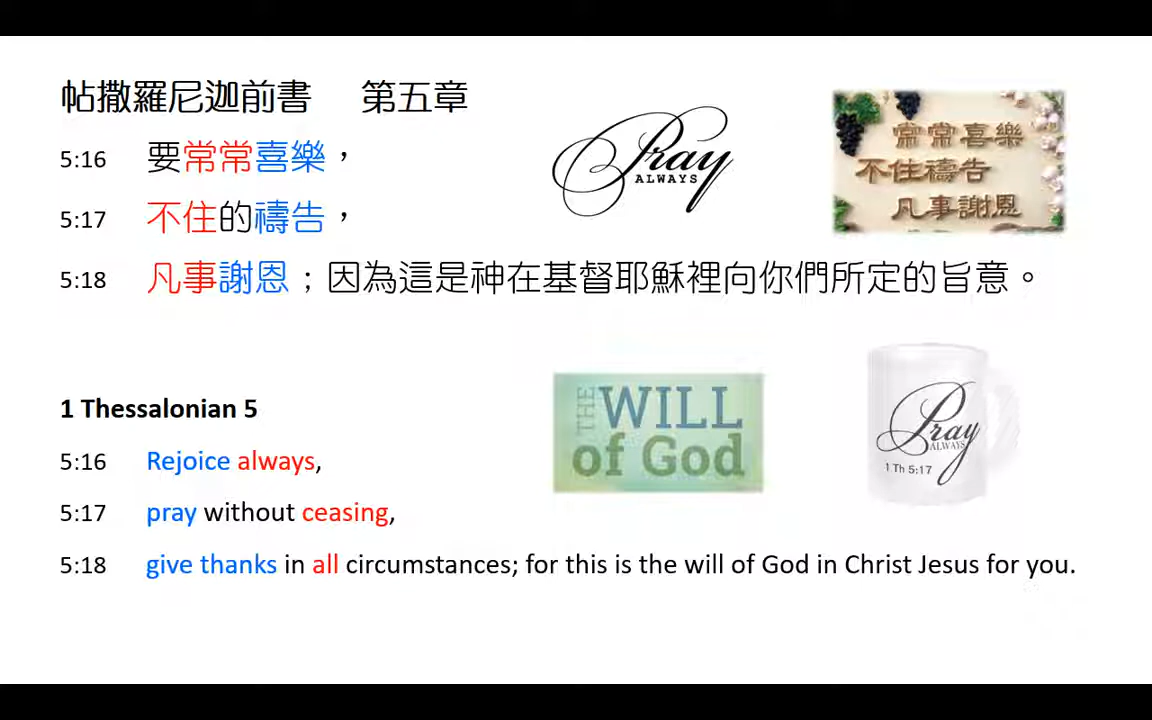 帖撒羅尼迦前書 第五章
5:16 要常常喜樂，
5:17 不住的禱告，
5:18 凡事謝恩；因為這是神在基督耶穌裡向你們所定的旨意。
Pray
ALWAYS
常常喜樂
不住禱告
凡事謝恩
1 Thessalonian 5
5:16 Rejoice always,
5:17 pray without ceasing,
5:18 give thanks in all circumstances; for this is the will of God in Christ Jesus for you.
THE WILL
of God
Pray
ALWAYS
1 Th 5:17